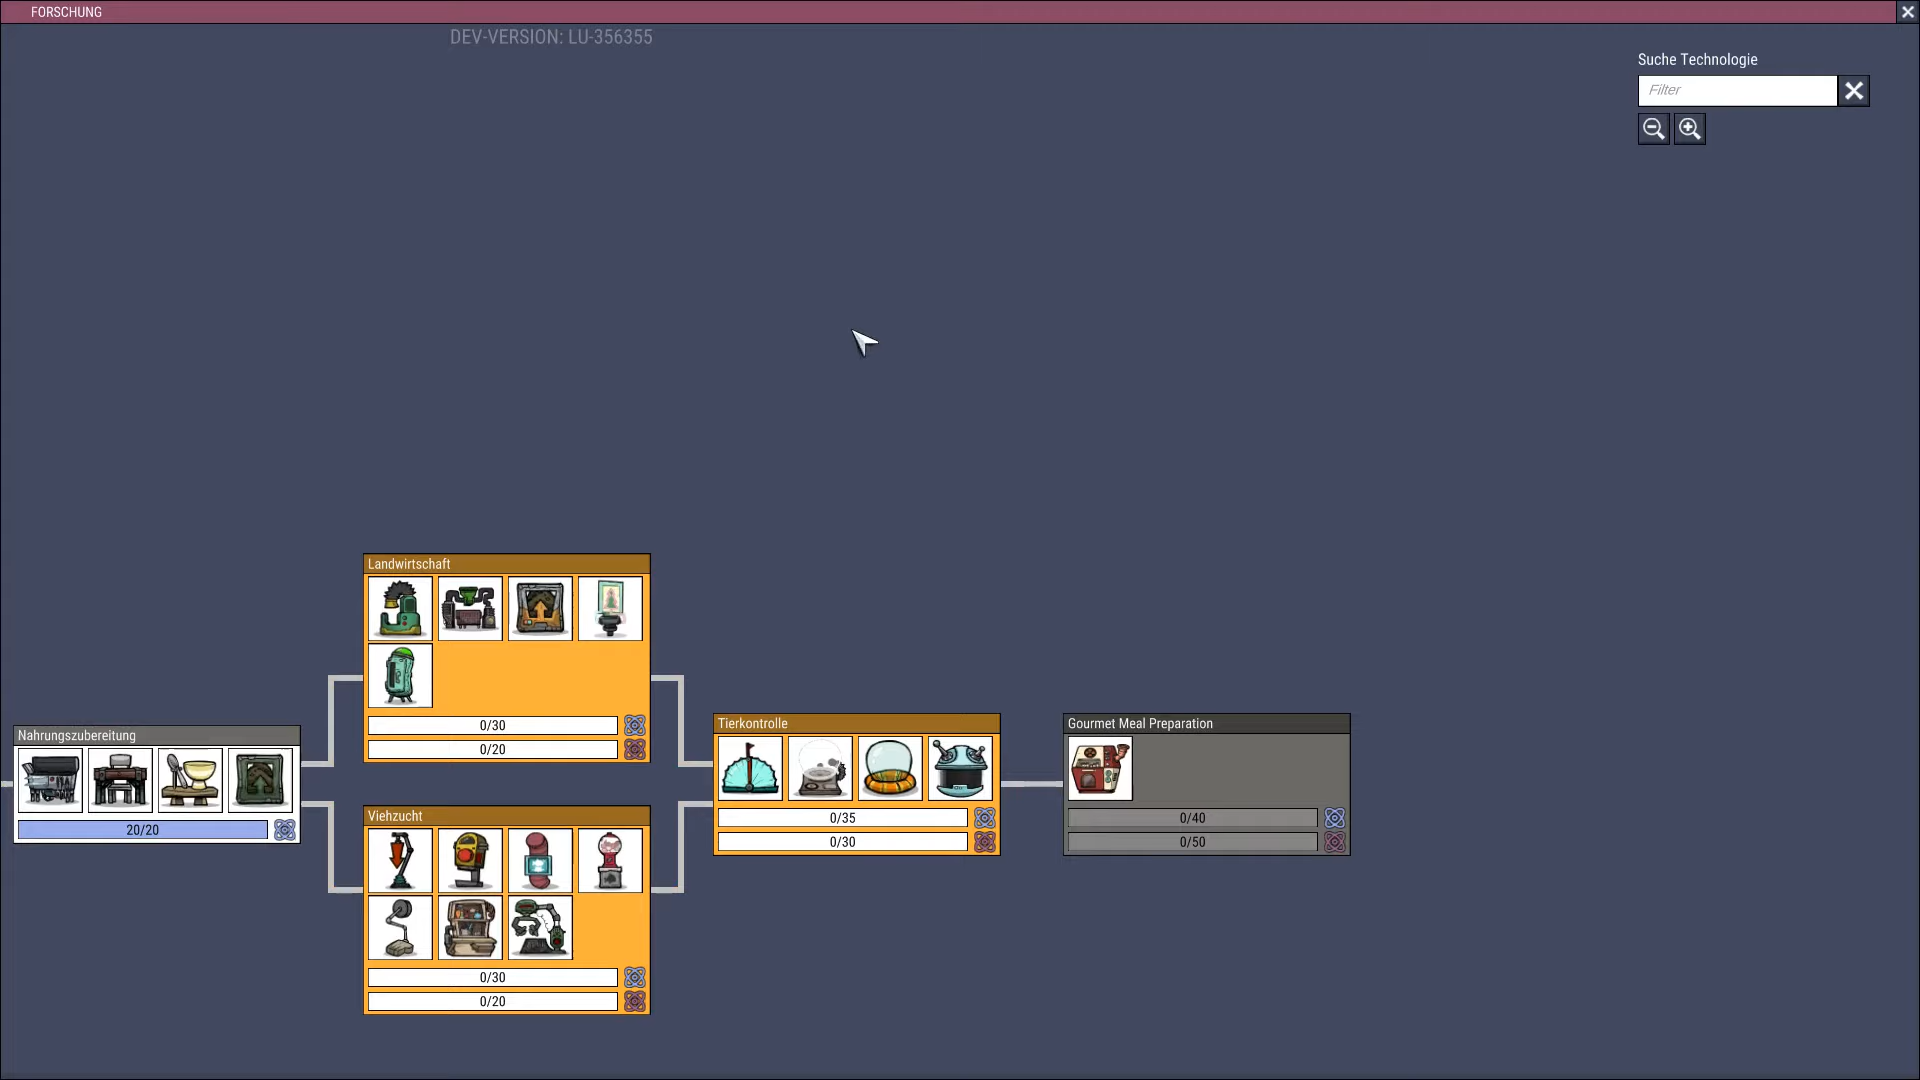 FORSCHUNG
DEV-VERSION: LU-356355
Suche Technologie
Filter
Landwirtschaft
0/30
0/20
Nahrungszubereitung
20/20
Viehzucht
0/30
0/20
Tierkontrolle
0/35
0/30
Gourmet Meal Preparation
0/40
0/50